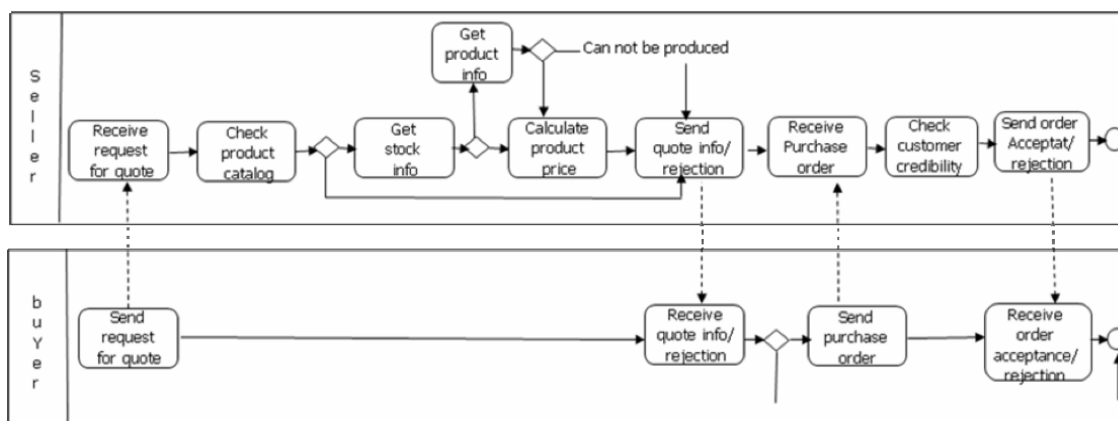 Seller
Get
product
info
Can not be produced
Receive
request
for quote
Check
product
catalog
Get
stock
info
Calculate
product
price
Send
quote info/
rejection
Receive
Purchase
order
Check
customer
credibility
Send order
Acceptat/
rejection
buYer
Send
request
for quote
Receive
quote info/
rejection
Send
purchase
order
Receive
order
acceptance/
rejection